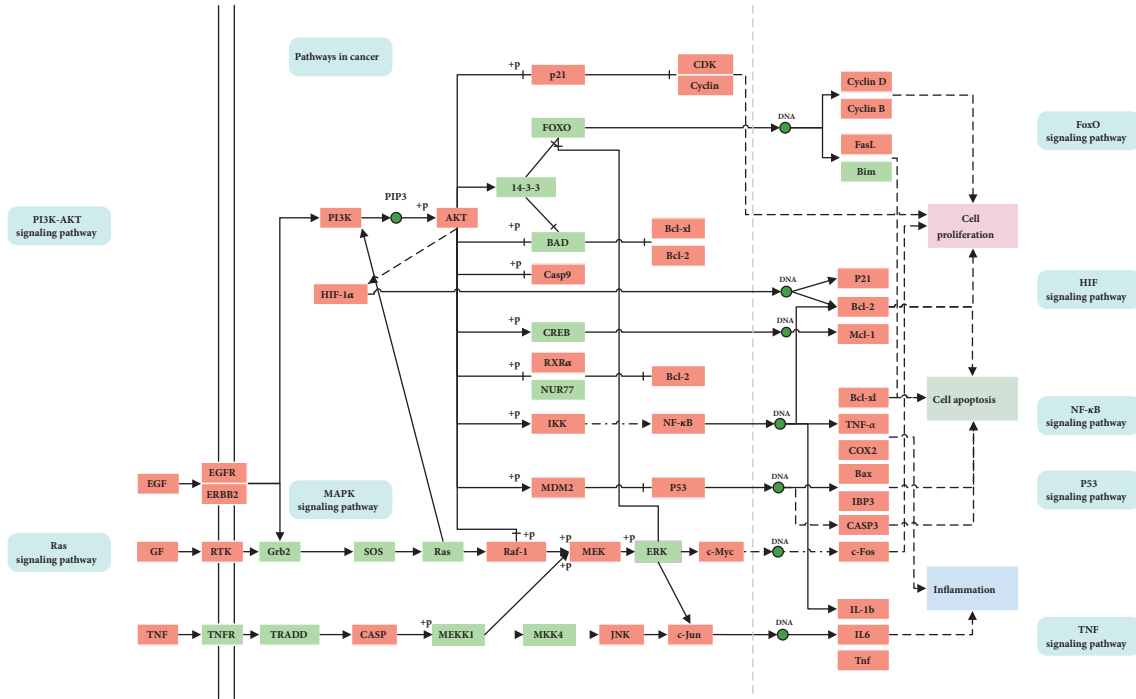 Pathways in cancer
+p
p21
CDK
Cyclin
DNA
Cyclin D
Cyclin B
FOXO
FasL
Bim
FoxO
signaling pathway
14-3-3
PI3K-AKT
signaling pathway
PI3K
PIP3
+p
AKT
+p
BAD
Bcl-xl
Bcl-2
Cell
proliferation
+p
Casp9
HIF-1α
DNA
P21
Bcl-2
HIF
signaling pathway
+p
CREB
DNA
Mcl-1
+p
RXRα
NUR77
Bcl-2
Bcl-xl
Cell apoptosis
+p
IKK
NF-κB
DNA
TNF-α
COX2
NF-κB
signaling pathway
EGF
EGFR
ERBB2
MAPK
signaling pathway
+p
MDM2
P53
DNA
Bax
IBP3
CASP3
P53
signaling pathway
Ras
signaling pathway
GF
RTK
Grb2
SOS
Ras
+p
Raf-1
+p
+p
MEK
+p
ERK
c-Myc
DNA
c-Fos
Inflammation
TNF
TNFR
TRADD
CASP
+p
MEKK1
MKK4
JNK
c-Jun
DNA
IL-1b
IL6
Tnf
TNF
signaling pathway